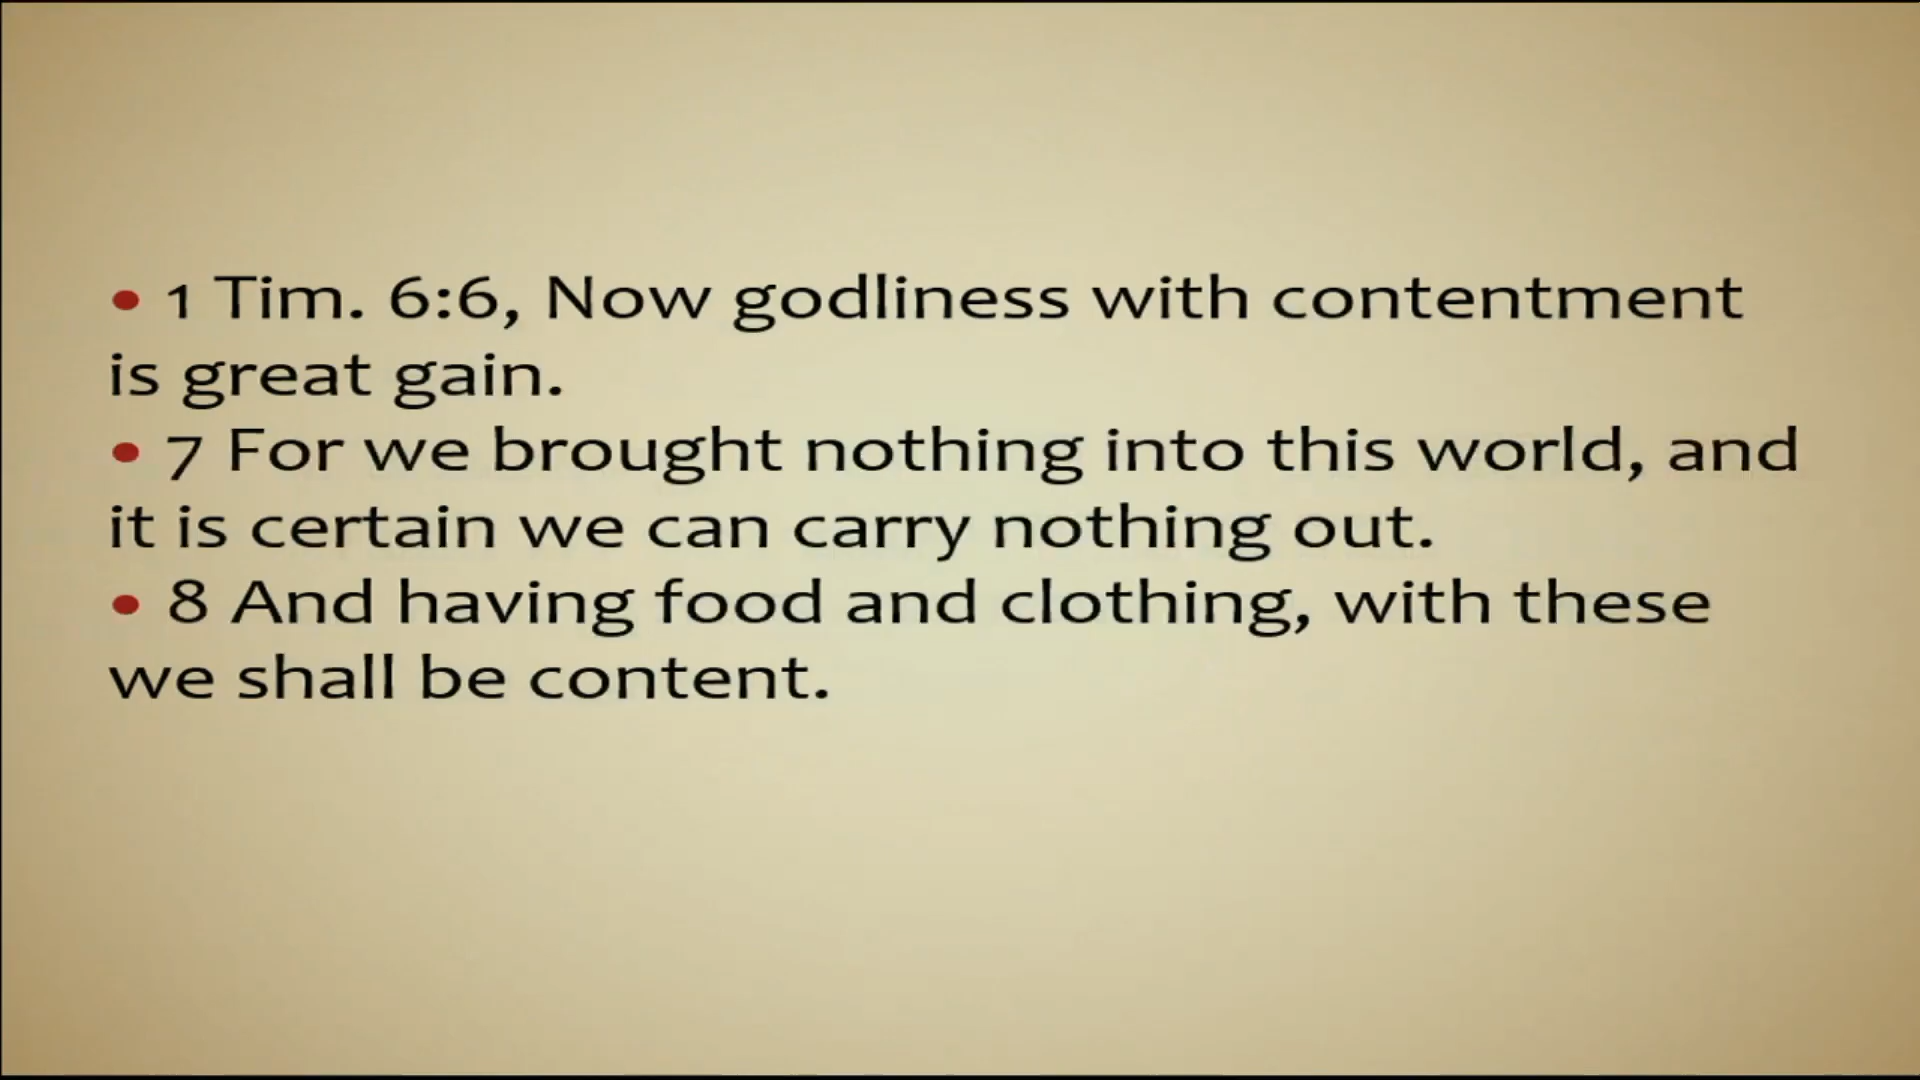 • 1 Tim. 6:6, Now godliness with contentment
is great gain.
• 7 For we brought nothing into this world, and
it is certain we can carry nothing out.
• 8 And having food and clothing, with these
we shall be content.